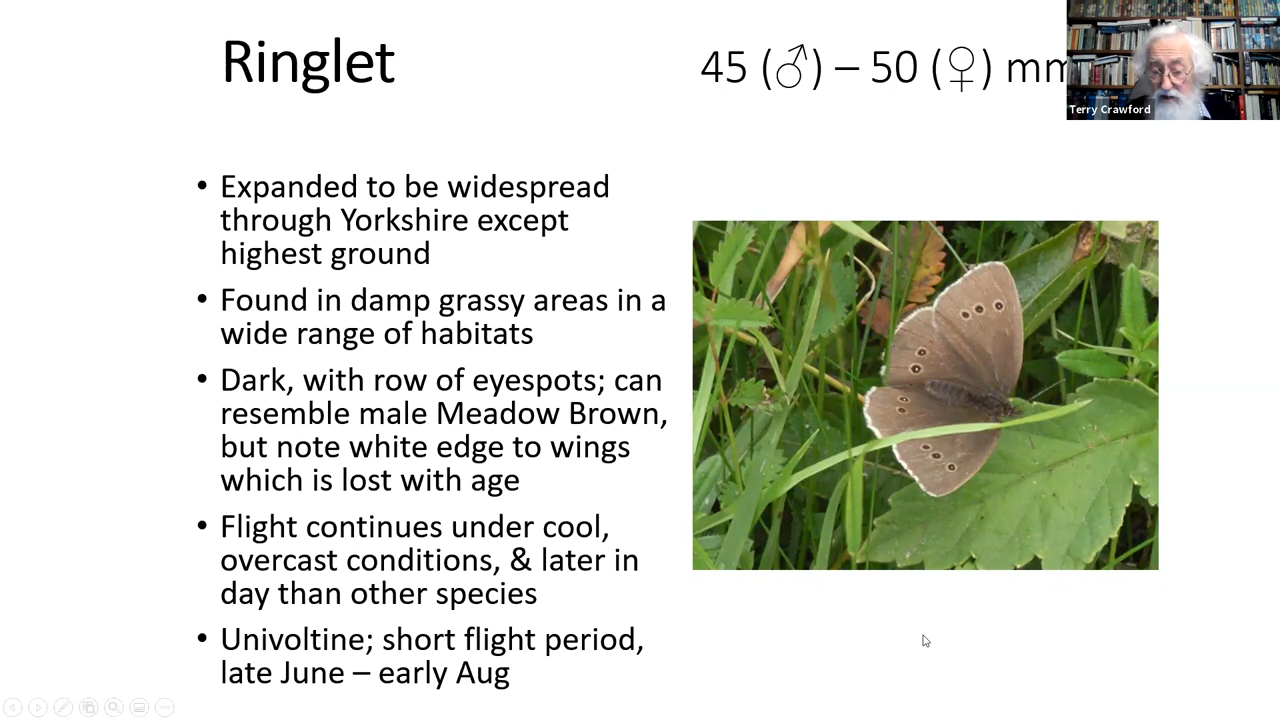 Ringlet
45 (♂) – 50 (♀) mm
Terry Crawford
• Expanded to be widespread
through Yorkshire except
highest ground
• Found in damp grassy areas in a
wide range of habitats
• Dark, with row of eyespots; can
resemble male Meadow Brown,
but note white edge to wings
which is lost with age
• Flight continues under cool,
overcast conditions, & later in
day than other species
• Univoltine; short flight period,
late June – early Aug